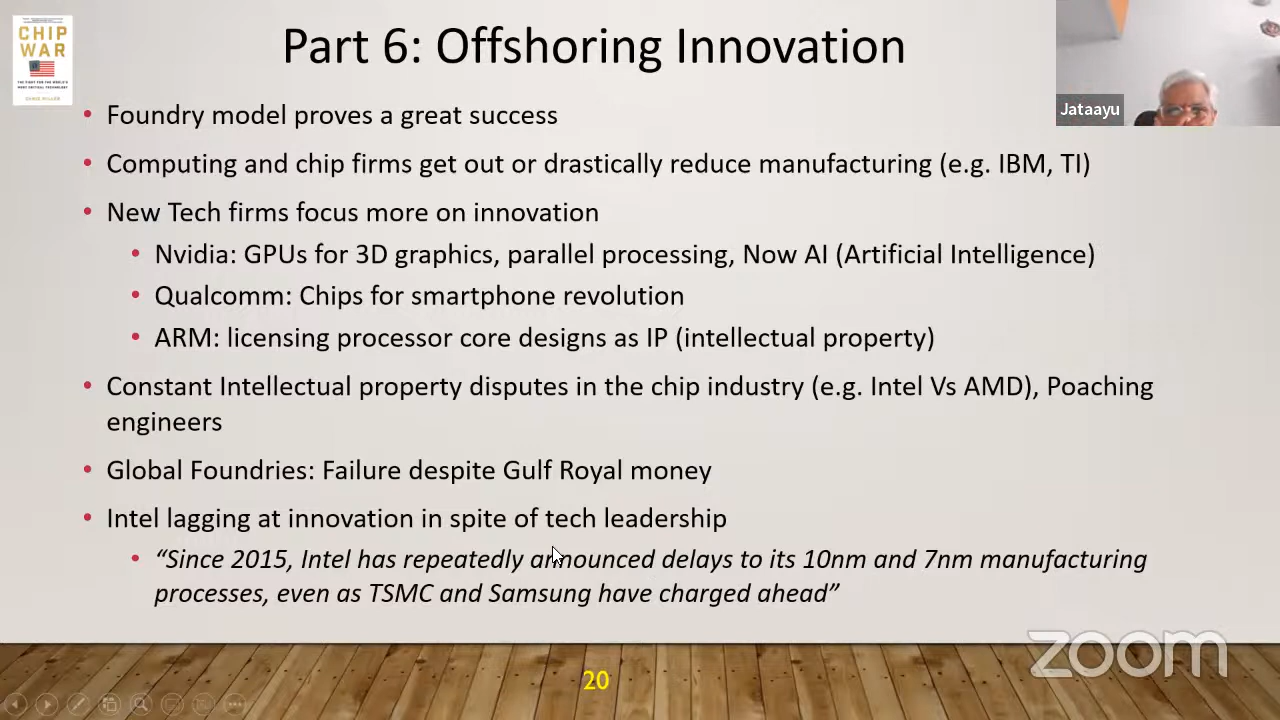 CHIP
WAR
Part 6: Offshoring Innovation
Jataayu
• Foundry model proves a great success
• Computing and chip firms get out or drastically reduce manufacturing (e.g. IBM, TI)
• New Tech firms focus more on innovation
• Nvidia: GPUs for 3D graphics, parallel processing, Now AI (Artificial Intelligence)
• Qualcomm: Chips for smartphone revolution
• ARM: licensing processor core designs as IP (intellectual property)
• Constant Intellectual property disputes in the chip industry (e.g. Intel Vs AMD), Poaching
engineers
• Global Foundries: Failure despite Gulf Royal money
• Intel lagging at innovation in spite of tech leadership
• “Since 2015, Intel has repeatedly announced delays to its 10nm and 7nm manufacturing
processes, even as TSMC and Samsung have charged ahead”
zoom
20